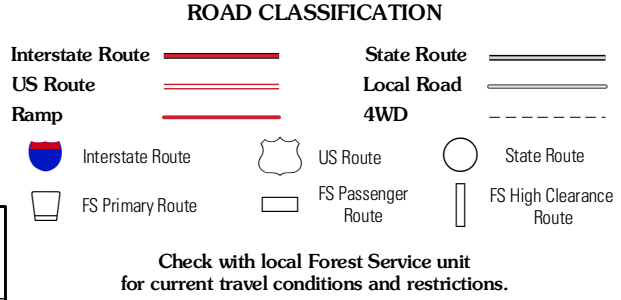 ROAD CLASSIFICATION
Interstate Route
State Route
US Route
Local Road
Ramp
4WD
Interstate Route
US Route
State Route
FS Primary Route
FS Passenger
Route
FS High Clearance
Route
Check with local Forest Service unit
for current travel conditions and restrictions.